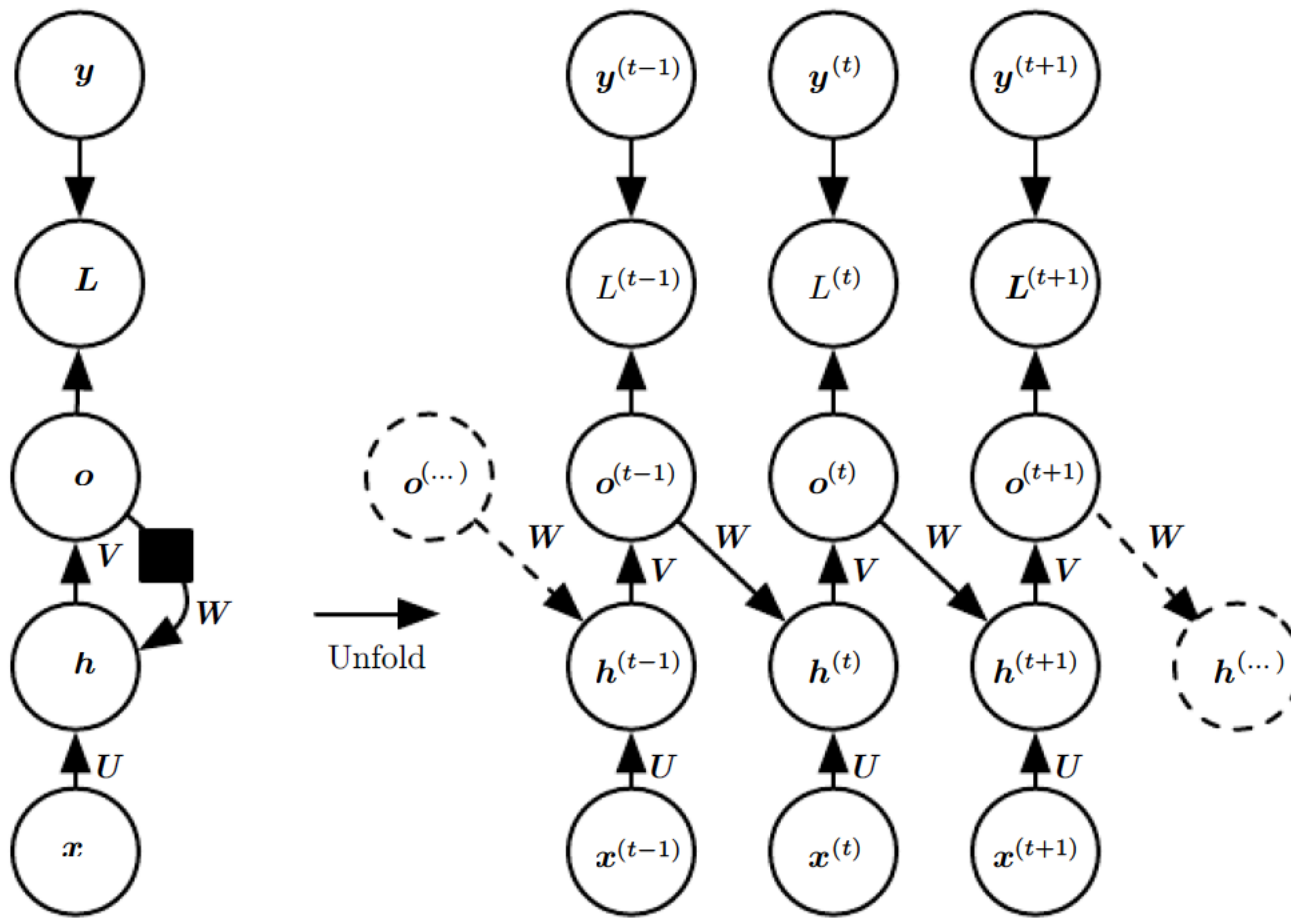 y y^(t−1) y^(t) y^(t+1)
L L^(t−1) L^(t) L^(t+1)
o o^(...) o^(t−1) o^(t) o^(t+1)
W W W W
V V V V
W
Unfold
h h^(t−1) h^(t) h^(t+1) h^(...)
U U U U
x x^(t−1) x^(t) x^(t+1)